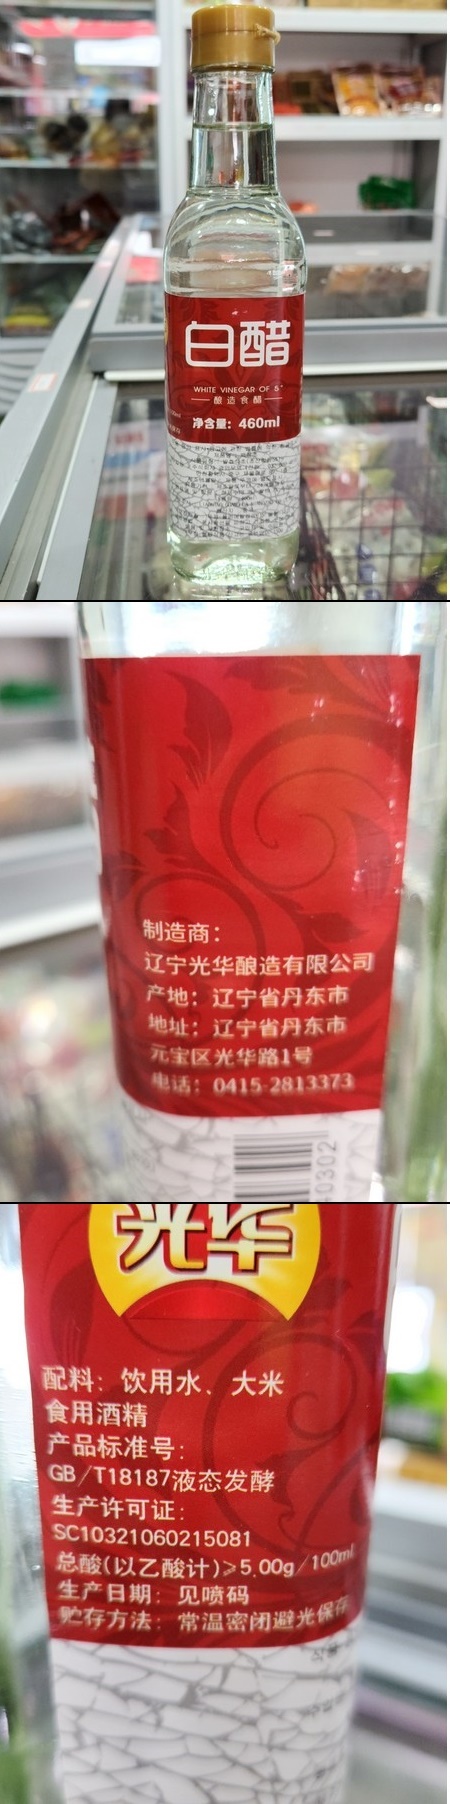 白醋
WHITE VINEGAR OF 5°
酿造食醋
净含量：460ml
制造商：
辽宁光华酿造有限公司
产地：辽宁省丹东市
地址：辽宁省丹东市
元宝区光华路1号
电话：0415-2813373
光华
配料：饮用水、大米
食用酒精
产品标准号：
GB/T18187液态发酵
生产许可证：
SC10321060215081
总酸(以乙酸计)≥5.00g/100ml
生产日期：见喷码
贮存方法：常温密闭避光保存